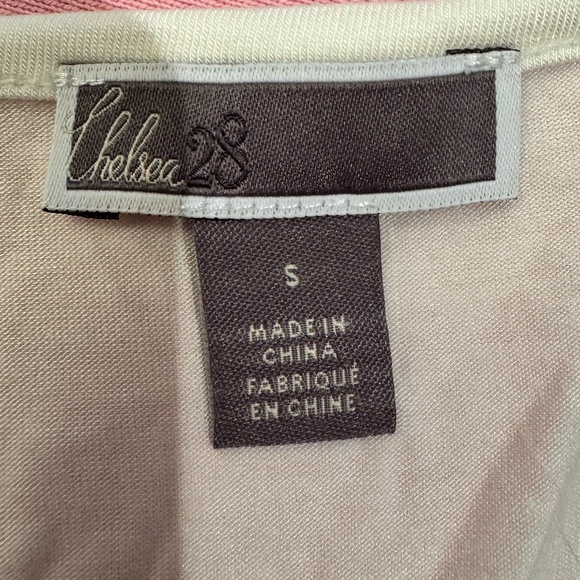 Chelsea28
S
MADE IN
CHINA
FABRIQUÉ
EN CHINE